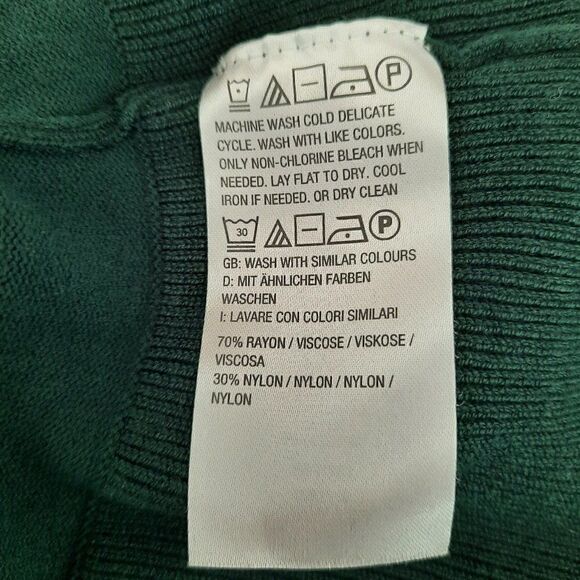 P
MACHINE WASH COLD DELICATE
CYCLE. WASH WITH LIKE COLORS.
ONLY NON-CHLORINE BLEACH WHEN
NEEDED. LAY FLAT TO DRY. COOL
IRON IF NEEDED. OR DRY CLEAN
30 P
GB: WASH WITH SIMILAR COLOURS
D: MIT ÄHNLICHEN FARBEN
WASCHEN
I: LAVARE CON COLORI SIMILARI
70% RAYON / VISCOSE / VISKOSE /
VISCOSA
30% NYLON / NYLON / NYLON /
NYLON